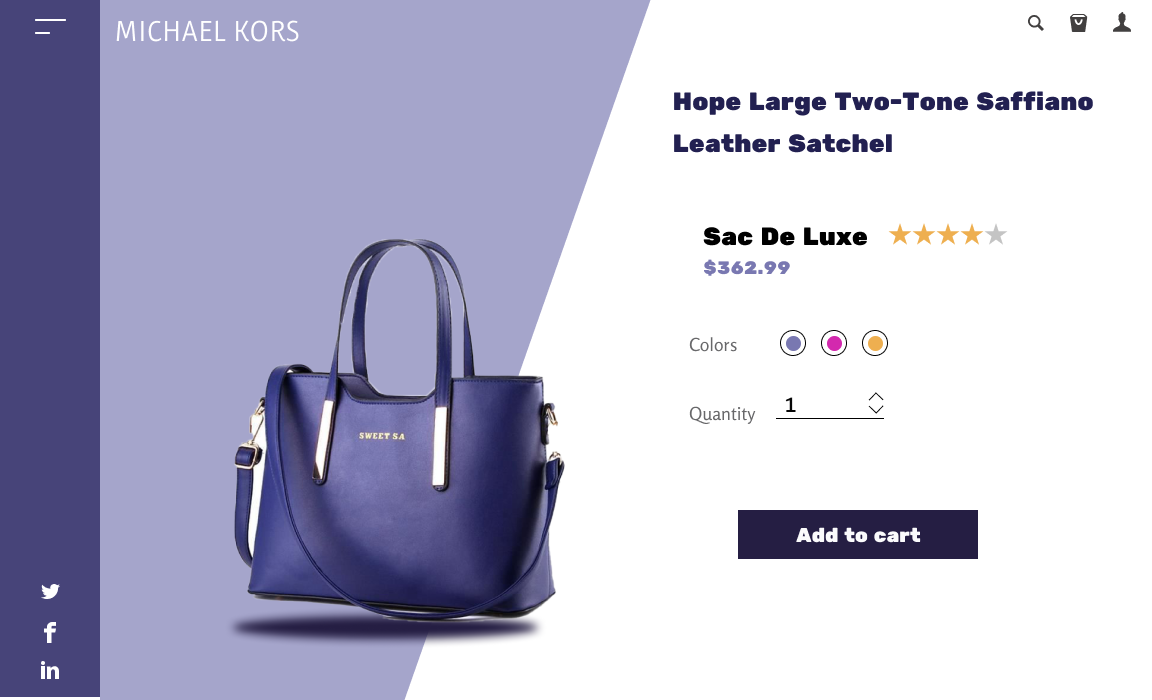 MICHAEL KORS
Hope Large Two-Tone Saffiano
Leather Satchel
Sac De Luxe
$362.99
Colors
Quantity
1
Add to cart
SWEET SA